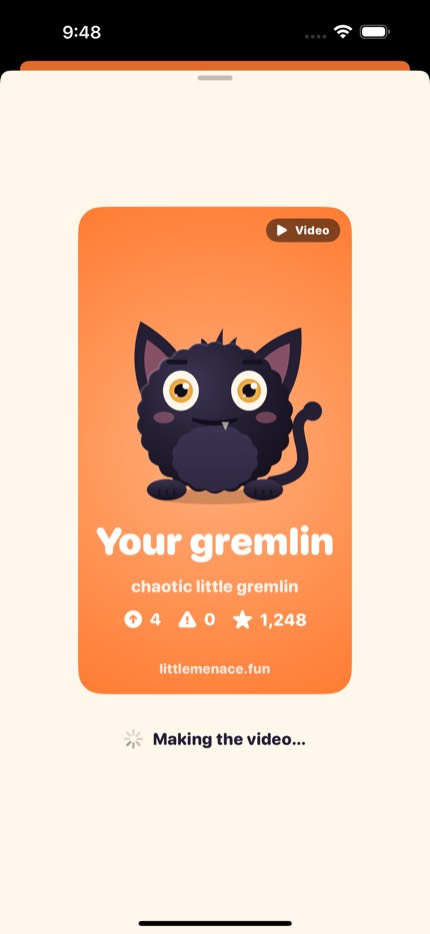 9:48
Video
Your gremlin
chaotic little gremlin
4 0 1,248
littlemenace.fun
Making the video...